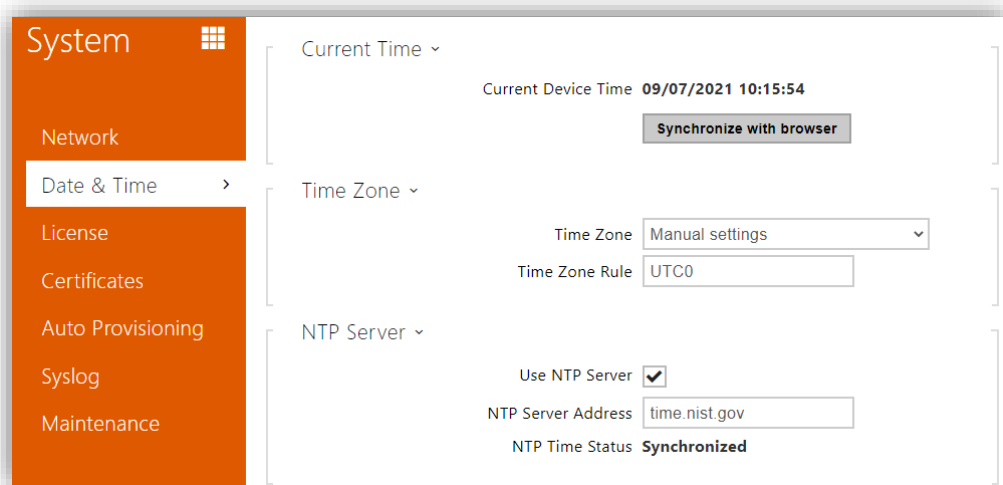 System
Network
Date & Time
License
Certificates
Auto Provisioning
Syslog
Maintenance
Current Time
Current Device Time 09/07/2021 10:15:54
Synchronize with browser
Time Zone
Time Zone Manual settings
Time Zone Rule UTC0
NTP Server
Use NTP Server
NTP Server Address time.nist.gov
NTP Time Status Synchronized